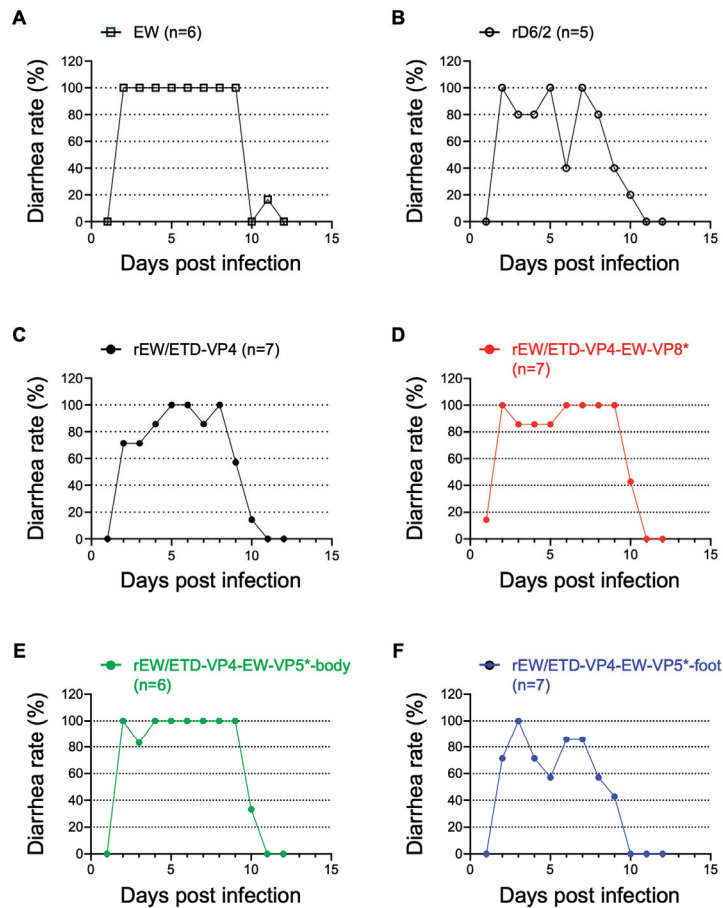 A
EW (n=6)
Diarrhea rate (%)
120
100
80
60
40
20
0
0 5 10 15
Days post infection
B
rD6/2 (n=5)
Diarrhea rate (%)
120
100
80
60
40
20
0
0 5 10 15
Days post infection
C
rEW/ETD-VP4 (n=7)
Diarrhea rate (%)
120
100
80
60
40
20
0
0 5 10 15
Days post infection
D
rEW/ETD-VP4-EW-VP8*
(n=7)
Diarrhea rate (%)
120
100
80
60
40
20
0
0 5 10 15
Days post infection
E
rEW/ETD-VP4-EW-VP5*-body
(n=6)
Diarrhea rate (%)
120
100
80
60
40
20
0
0 5 10 15
Days post infection
F
rEW/ETD-VP4-EW-VP5*-foot
(n=7)
Diarrhea rate (%)
120
100
80
60
40
20
0
0 5 10 15
Days post infection